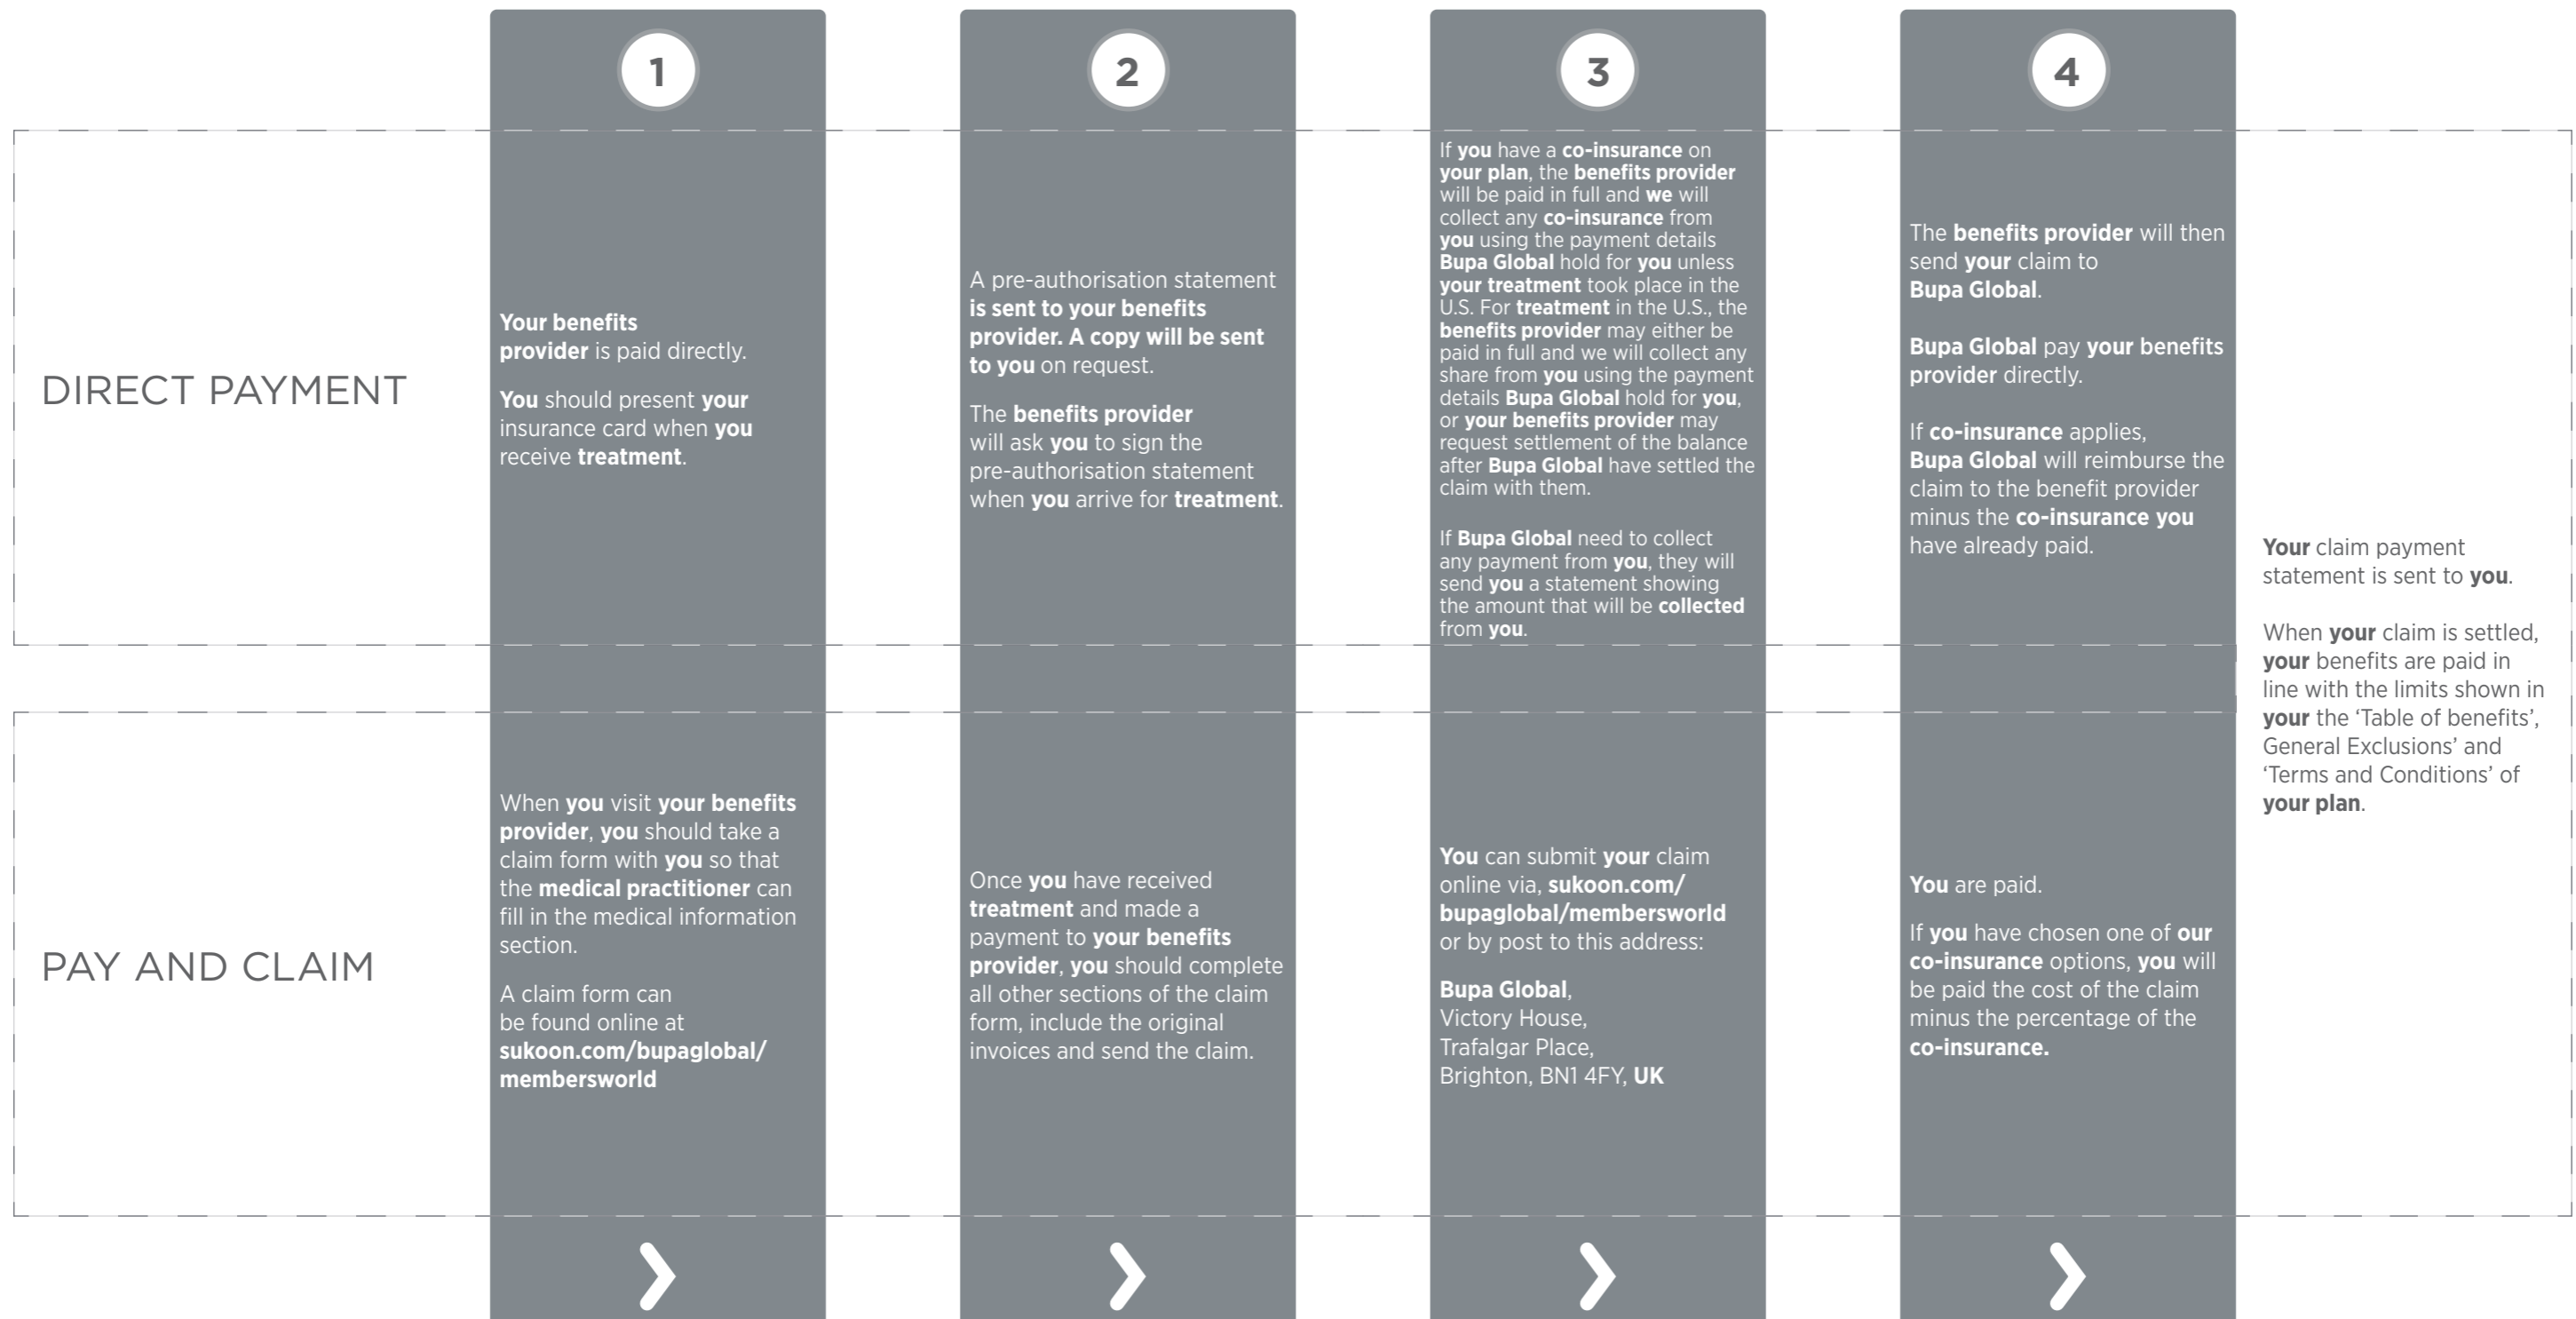 1
2
3
4
DIRECT PAYMENT
Your benefits
provider is paid directly.
You should present your
insurance card when you
receive treatment.
A pre-authorisation statement
is sent to your benefits
provider. A copy will be sent
to you on request.
The benefits provider
will ask you to sign the
pre-authorisation statement
when you arrive for treatment.
If you have a co-insurance on
your plan, the benefits provider
will be paid in full and we will
collect any co-insurance from
you using the payment details
Bupa Global hold for you unless
your treatment took place in the
U.S. For treatment in the U.S., the
benefits provider may either be
paid in full and we will collect any
share from you using the payment
details Bupa Global hold for you,
or your benefits provider may
request settlement of the balance
after Bupa Global have settled the
claim with them.
If Bupa Global need to collect
any payment from you, they will
send you a statement showing
the amount that will be collected
from you.
The benefits provider will then
send your claim to
Bupa Global.
Bupa Global pay your benefits
provider directly.
If co-insurance applies,
Bupa Global will reimburse the
claim to the benefit provider
minus the co-insurance you
have already paid.
PAY AND CLAIM
When you visit your benefits
provider, you should take a
claim form with you so that
the medical practitioner can
fill in the medical information
section.
A claim form can
be found online at
sukoon.com/bupaglobal/
membersworld
Once you have received
treatment and made a
payment to your benefits
provider, you should complete
all other sections of the claim
form, include the original
invoices and send the claim.
You can submit your claim
online via, sukoon.com/
bupaglobal/membersworld
or by post to this address:
Bupa Global,
Victory House,
Trafalgar Place,
Brighton, BN1 4FY, UK
You are paid.
If you have chosen one of our
co-insurance options, you will
be paid the cost of the claim
minus the percentage of the
co-insurance.
Your claim payment
statement is sent to you.
When your claim is settled,
your benefits are paid in
line with the limits shown in
your the ‘Table of benefits’,
General Exclusions’ and
‘Terms and Conditions’ of
your plan.